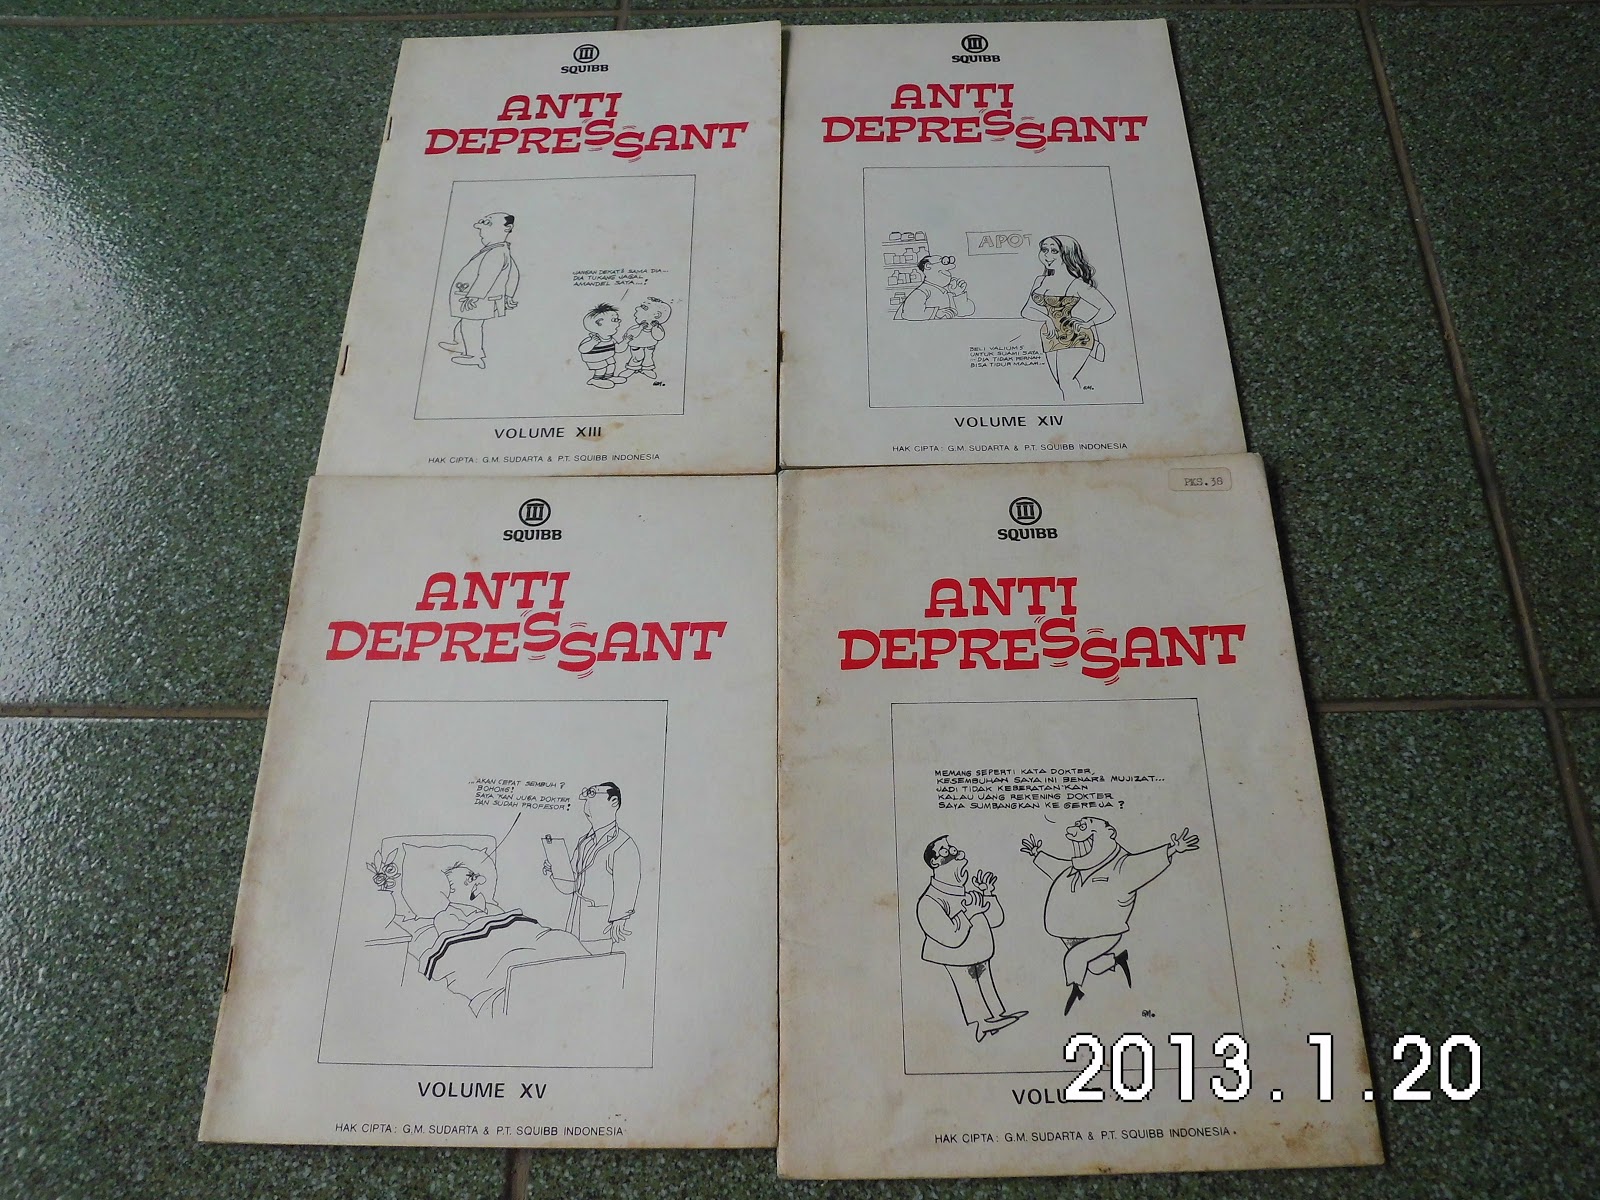 SQUIBB
ANTI
DEPRESSANT
JANGAN DEKAT2 SAMA DIA...
DIA TUKANG JAGAL
AMANDEL SAYA...!
GM.
VOLUME XIII
HAK CIPTA: G.M. SUDARTA & P.T. SQUIBB INDONESIA
SQUIBB
ANTI
DEPRESSANT
APOT
BELI VALIUM 5
UNTUK SUAMI SAYA.
...DIA TIDAK PERNAH
BISA TIDUR MALAM..
GM.
VOLUME XIV
HAK CIPTA: G.M. SUDARTA & P.T. SQUIBB INDONESIA
SQUIBB
ANTI
DEPRESSANT
...AKAN CEPAT SEMBUH?
BOHONG!
SAYA 'KAN JUGA DOKTER
DAN SUDAH PROFESOR!
VOLUME XV
HAK CIPTA: G.M. SUDARTA & P.T. SQUIBB INDONESIA
PKS.38
SQUIBB
ANTI
DEPRESSANT
MEMANG SEPERTI KATA DOKTER,
KESEMBUHAN SAYA INI BENAR2 MUJIZAT...
JADI TIDAK KEBERATAN 'KAN
KALAU UANG REKENING DOKTER
SAYA SUMBANGKAN KE GEREJA?
GM.
VOLU
HAK CIPTA: G.M. SUDARTA & P.T. SQUIBB INDONESIA.
2013.1.20